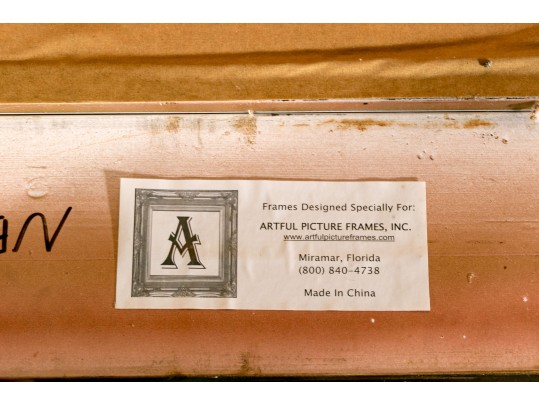 Frames Designed Specially For:
ARTFUL PICTURE FRAMES, INC.
www.artfulpictureframes.com
Miramar, Florida
(800) 840-4738
Made In China
A